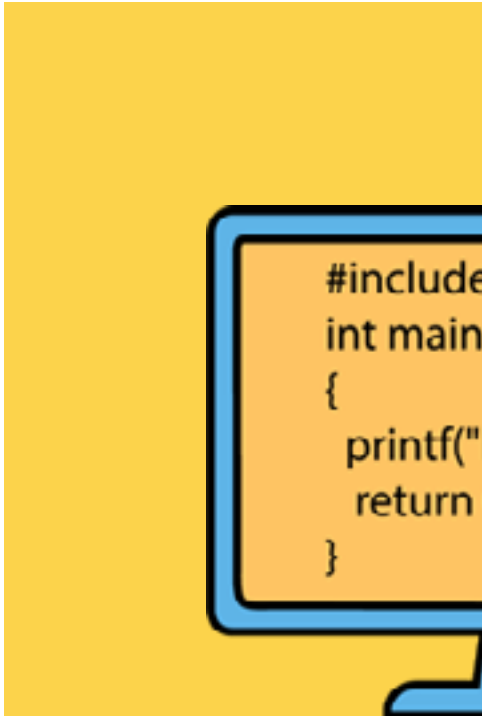 #include
int main
{
printf("
return
}